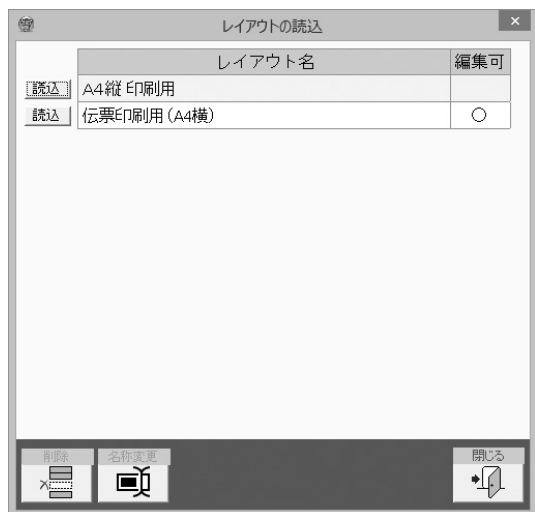 レイアウトの読込
レイアウト名 編集可
読込 A4縦 印刷用
読込 伝票印刷用(A4横) ○
削除 名称変更 閉じる